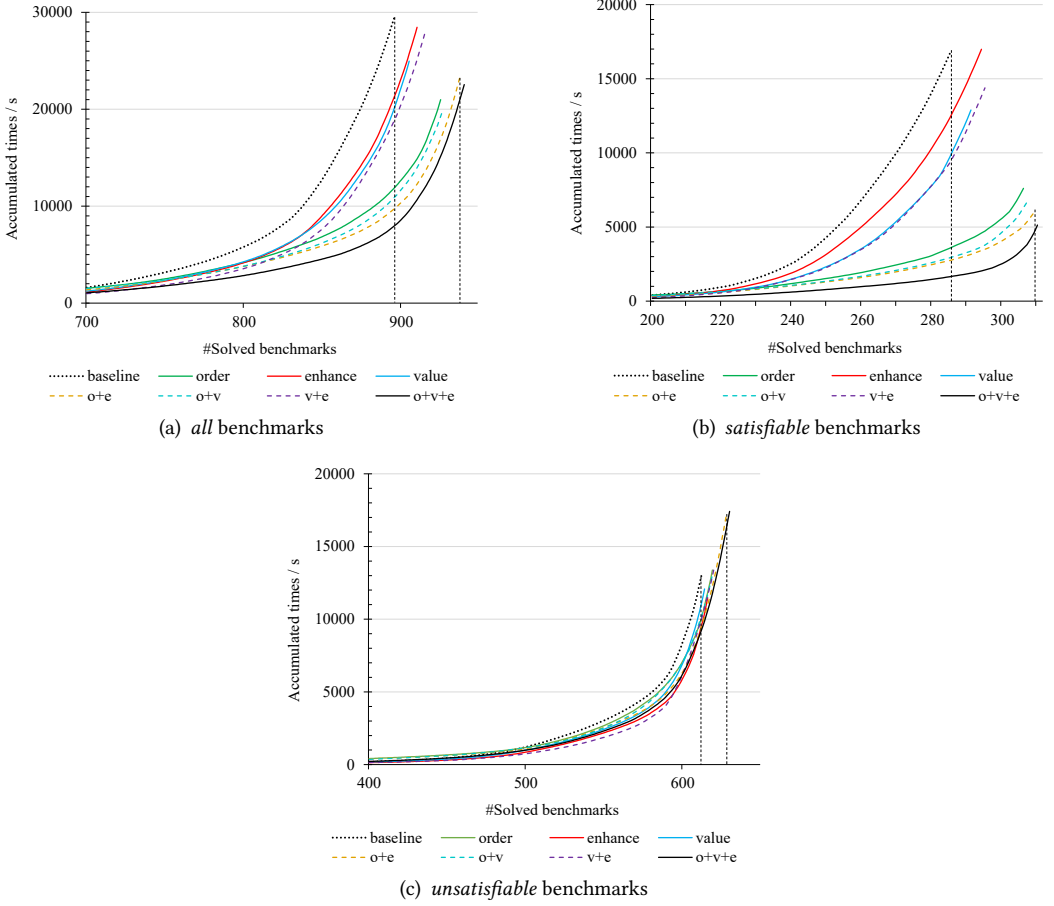 30000
20000
10000
0
700
800
900
Accumulated times / s
#Solved benchmarks
baseline order enhance value
o+e o+v v+e o+v+e
(a) all benchmarks
20000
15000
10000
5000
0
200 220 240 260 280 300
Accumulated times / s
#Solved benchmarks
baseline order enhance value
o+e o+v v+e o+v+e
(b) satisfiable benchmarks
20000
15000
10000
5000
0
400 500 600
Accumulated times / s
#Solved benchmarks
baseline order enhance value
o+e o+v v+e o+v+e
(c) unsatisfiable benchmarks